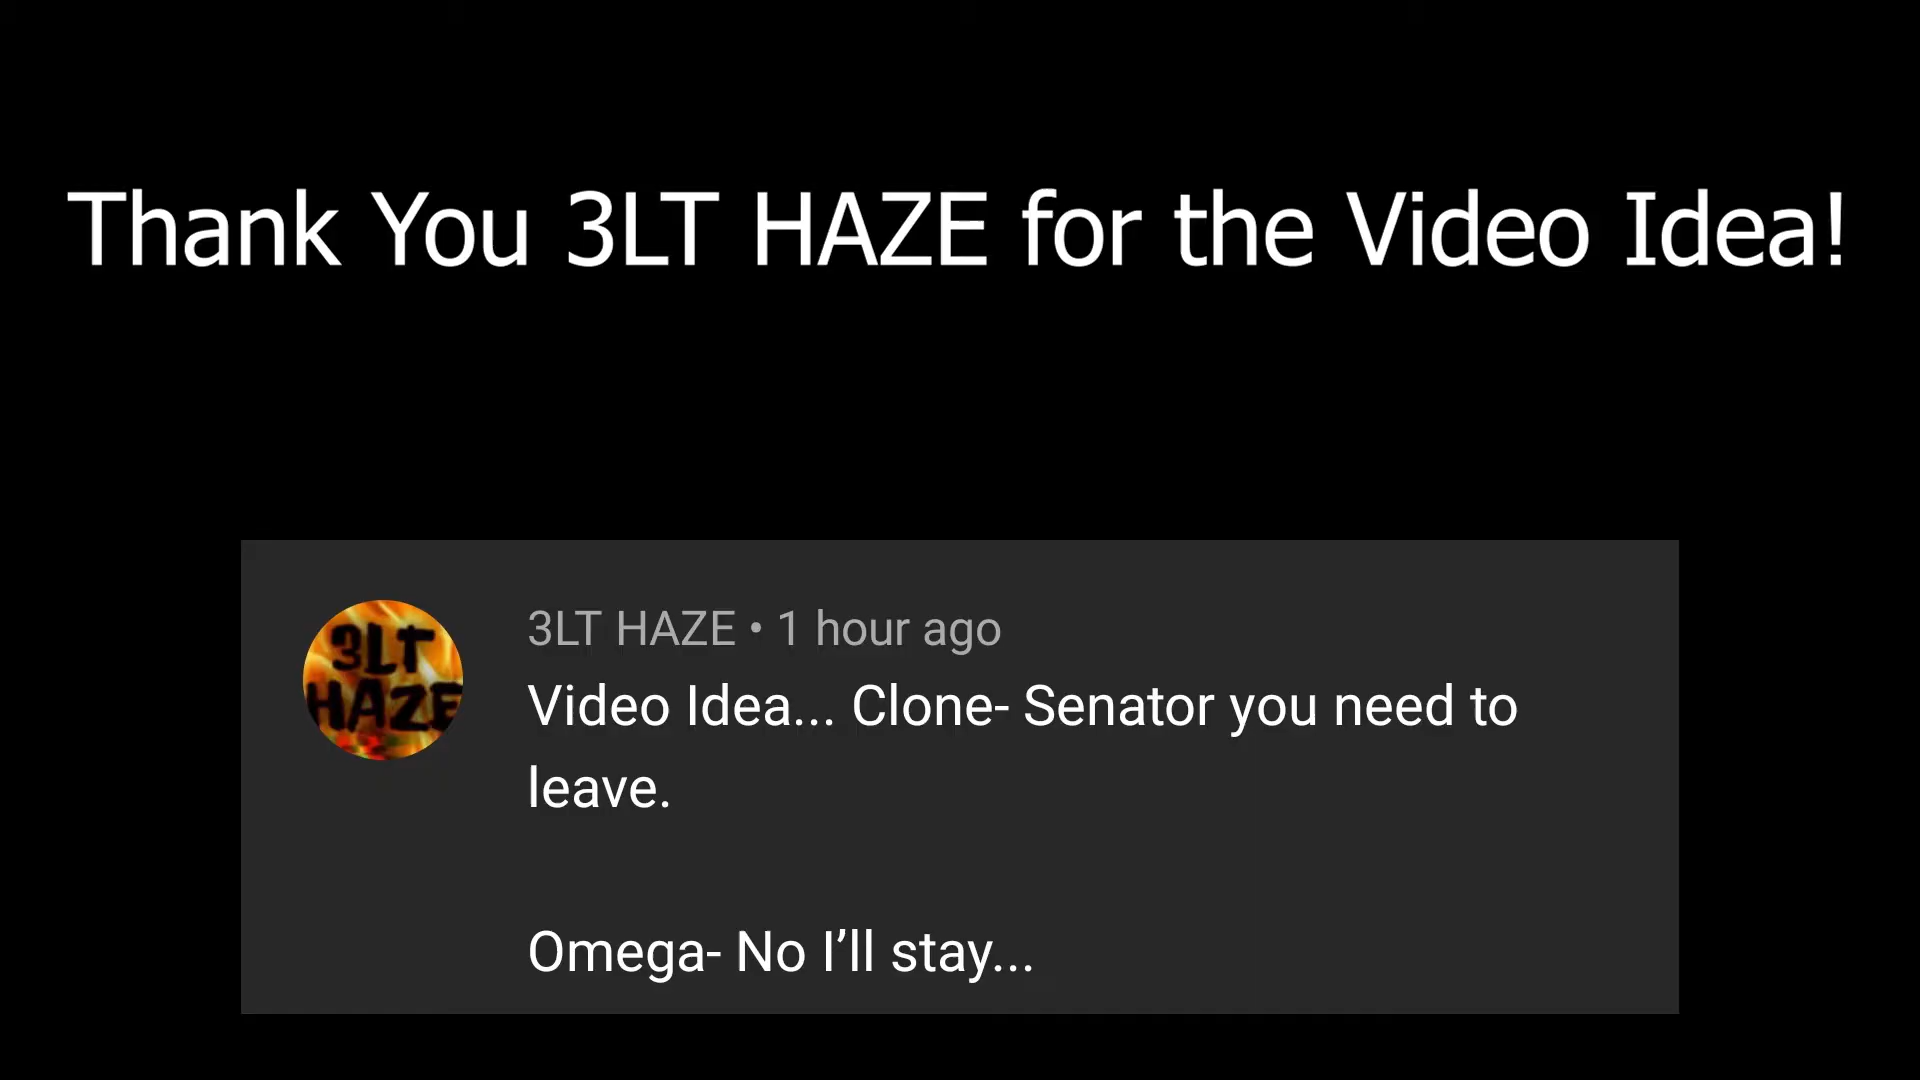 Thank You 3LT HAZE for the Video Idea!
3LT
HAZE
3LT HAZE • 1 hour ago
Video Idea... Clone- Senator you need to
leave.
Omega- No I’ll stay...